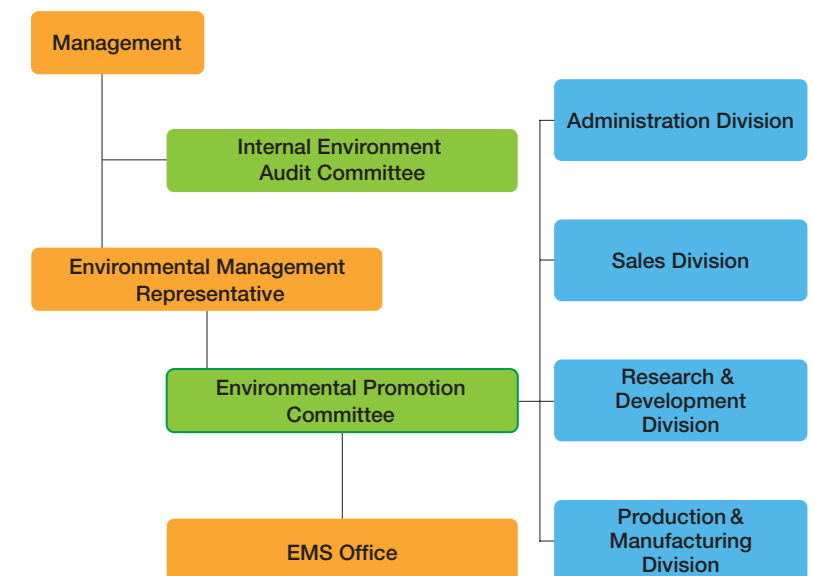 Management
Internal Environment
Audit Committee
Environmental Management
Representative
Environmental Promotion
Committee
EMS Office
Administration Division
Sales Division
Research &
Development
Division
Production &
Manufacturing
Division